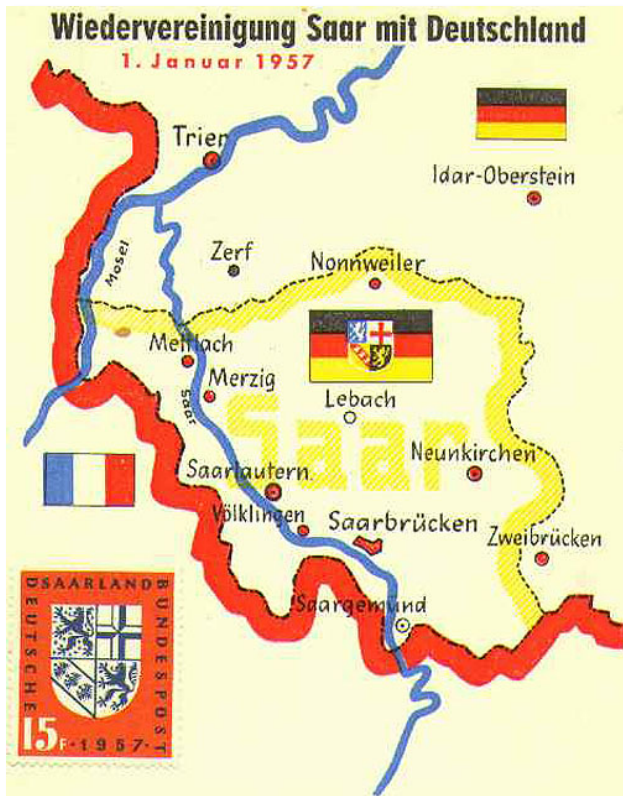 Wiedervereinigung Saar mit Deutschland
1. Januar 1957
Trier
Idar-Oberstein
Mosel
Zerf
Nonnweiler
Mettlach
Merzig
Saar
Lebach
Saar
Neunkirchen
Saarlautern.
Völklingen
Saarbrücken
Zweibrücken
Saargemünd
DEUTSCHE
SAARLAND
BUNDESPOST
15F · 1957 ·